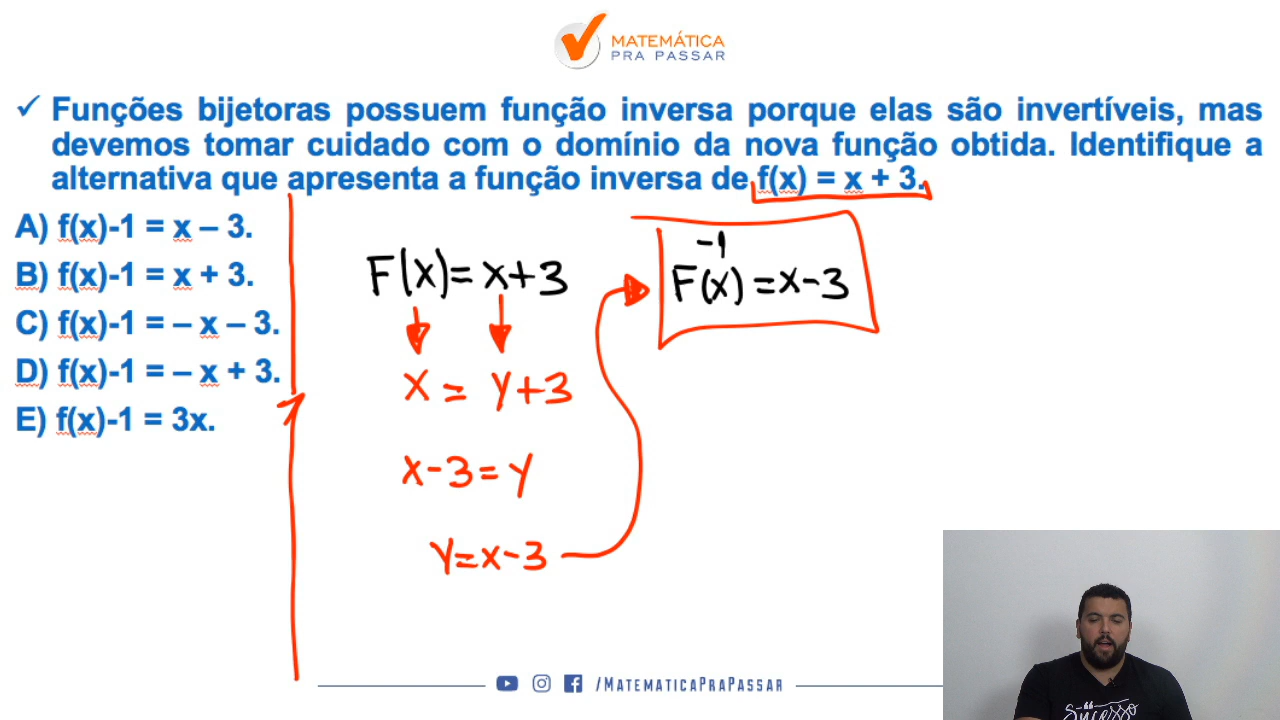 MATEMÁTICA
PRA PASSAR
✓ Funções bijetoras possuem função inversa porque elas são invertíveis, mas
devemos tomar cuidado com o domínio da nova função obtida. Identifique a
alternativa que apresenta a função inversa de f(x) = x + 3.
A) f(x)-1 = x – 3.
B) f(x)-1 = x + 3.
C) f(x)-1 = – x – 3.
D) f(x)-1 = – x + 3.
E) f(x)-1 = 3x.
F(x)=x+3
x = y+3
x-3=y
y=x-3
-1
F(x)=x-3
/MATEMATICAPRAPASSAR
Sucesso